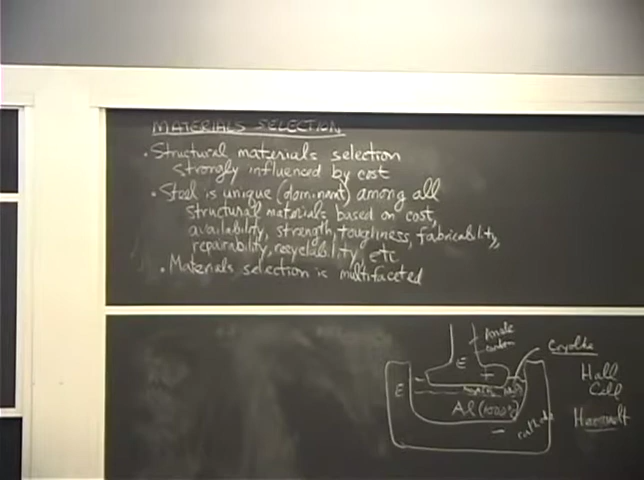 MATERIALS SELECTION
• Structural materials selection
strongly influenced by cost
• Steel is unique (dominant) among all
structural materials based on cost,
availability, strength, toughness, fabricability,
repairability, recyclability, etc
• Materials selection is multifaceted
Anode
carbon
Cryolite
E
+
Hall
Cell
E
Al (1000°C)
Heroult
- cathode